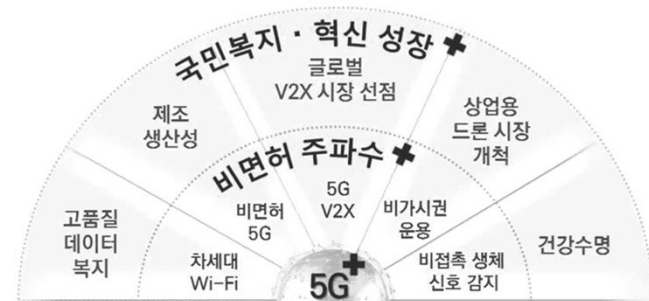 국민복지·혁신 성장+
글로벌
V2X 시장 선점
제조
생산성
상업용
드론 시장
개척
고품질
데이터
복지
건강수명
비면허 주파수+
5G
V2X
비면허
5G
비가시권
운용
차세대
Wi-Fi
비접촉 생체
신호 감지
5G+